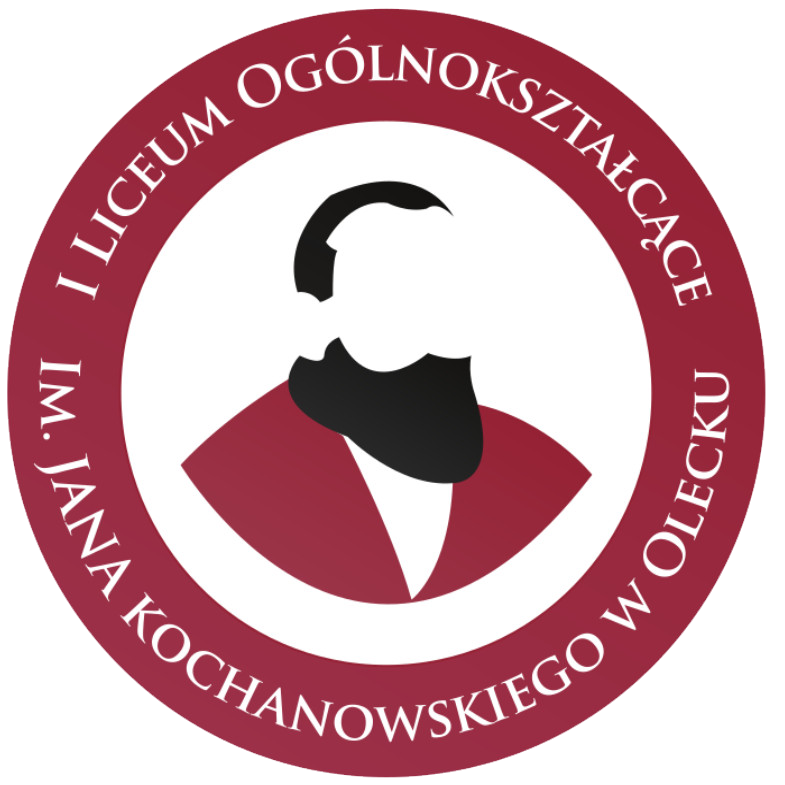 I Liceum Ogólnokształcące
Im. Jana kochanowskiego w Olecku